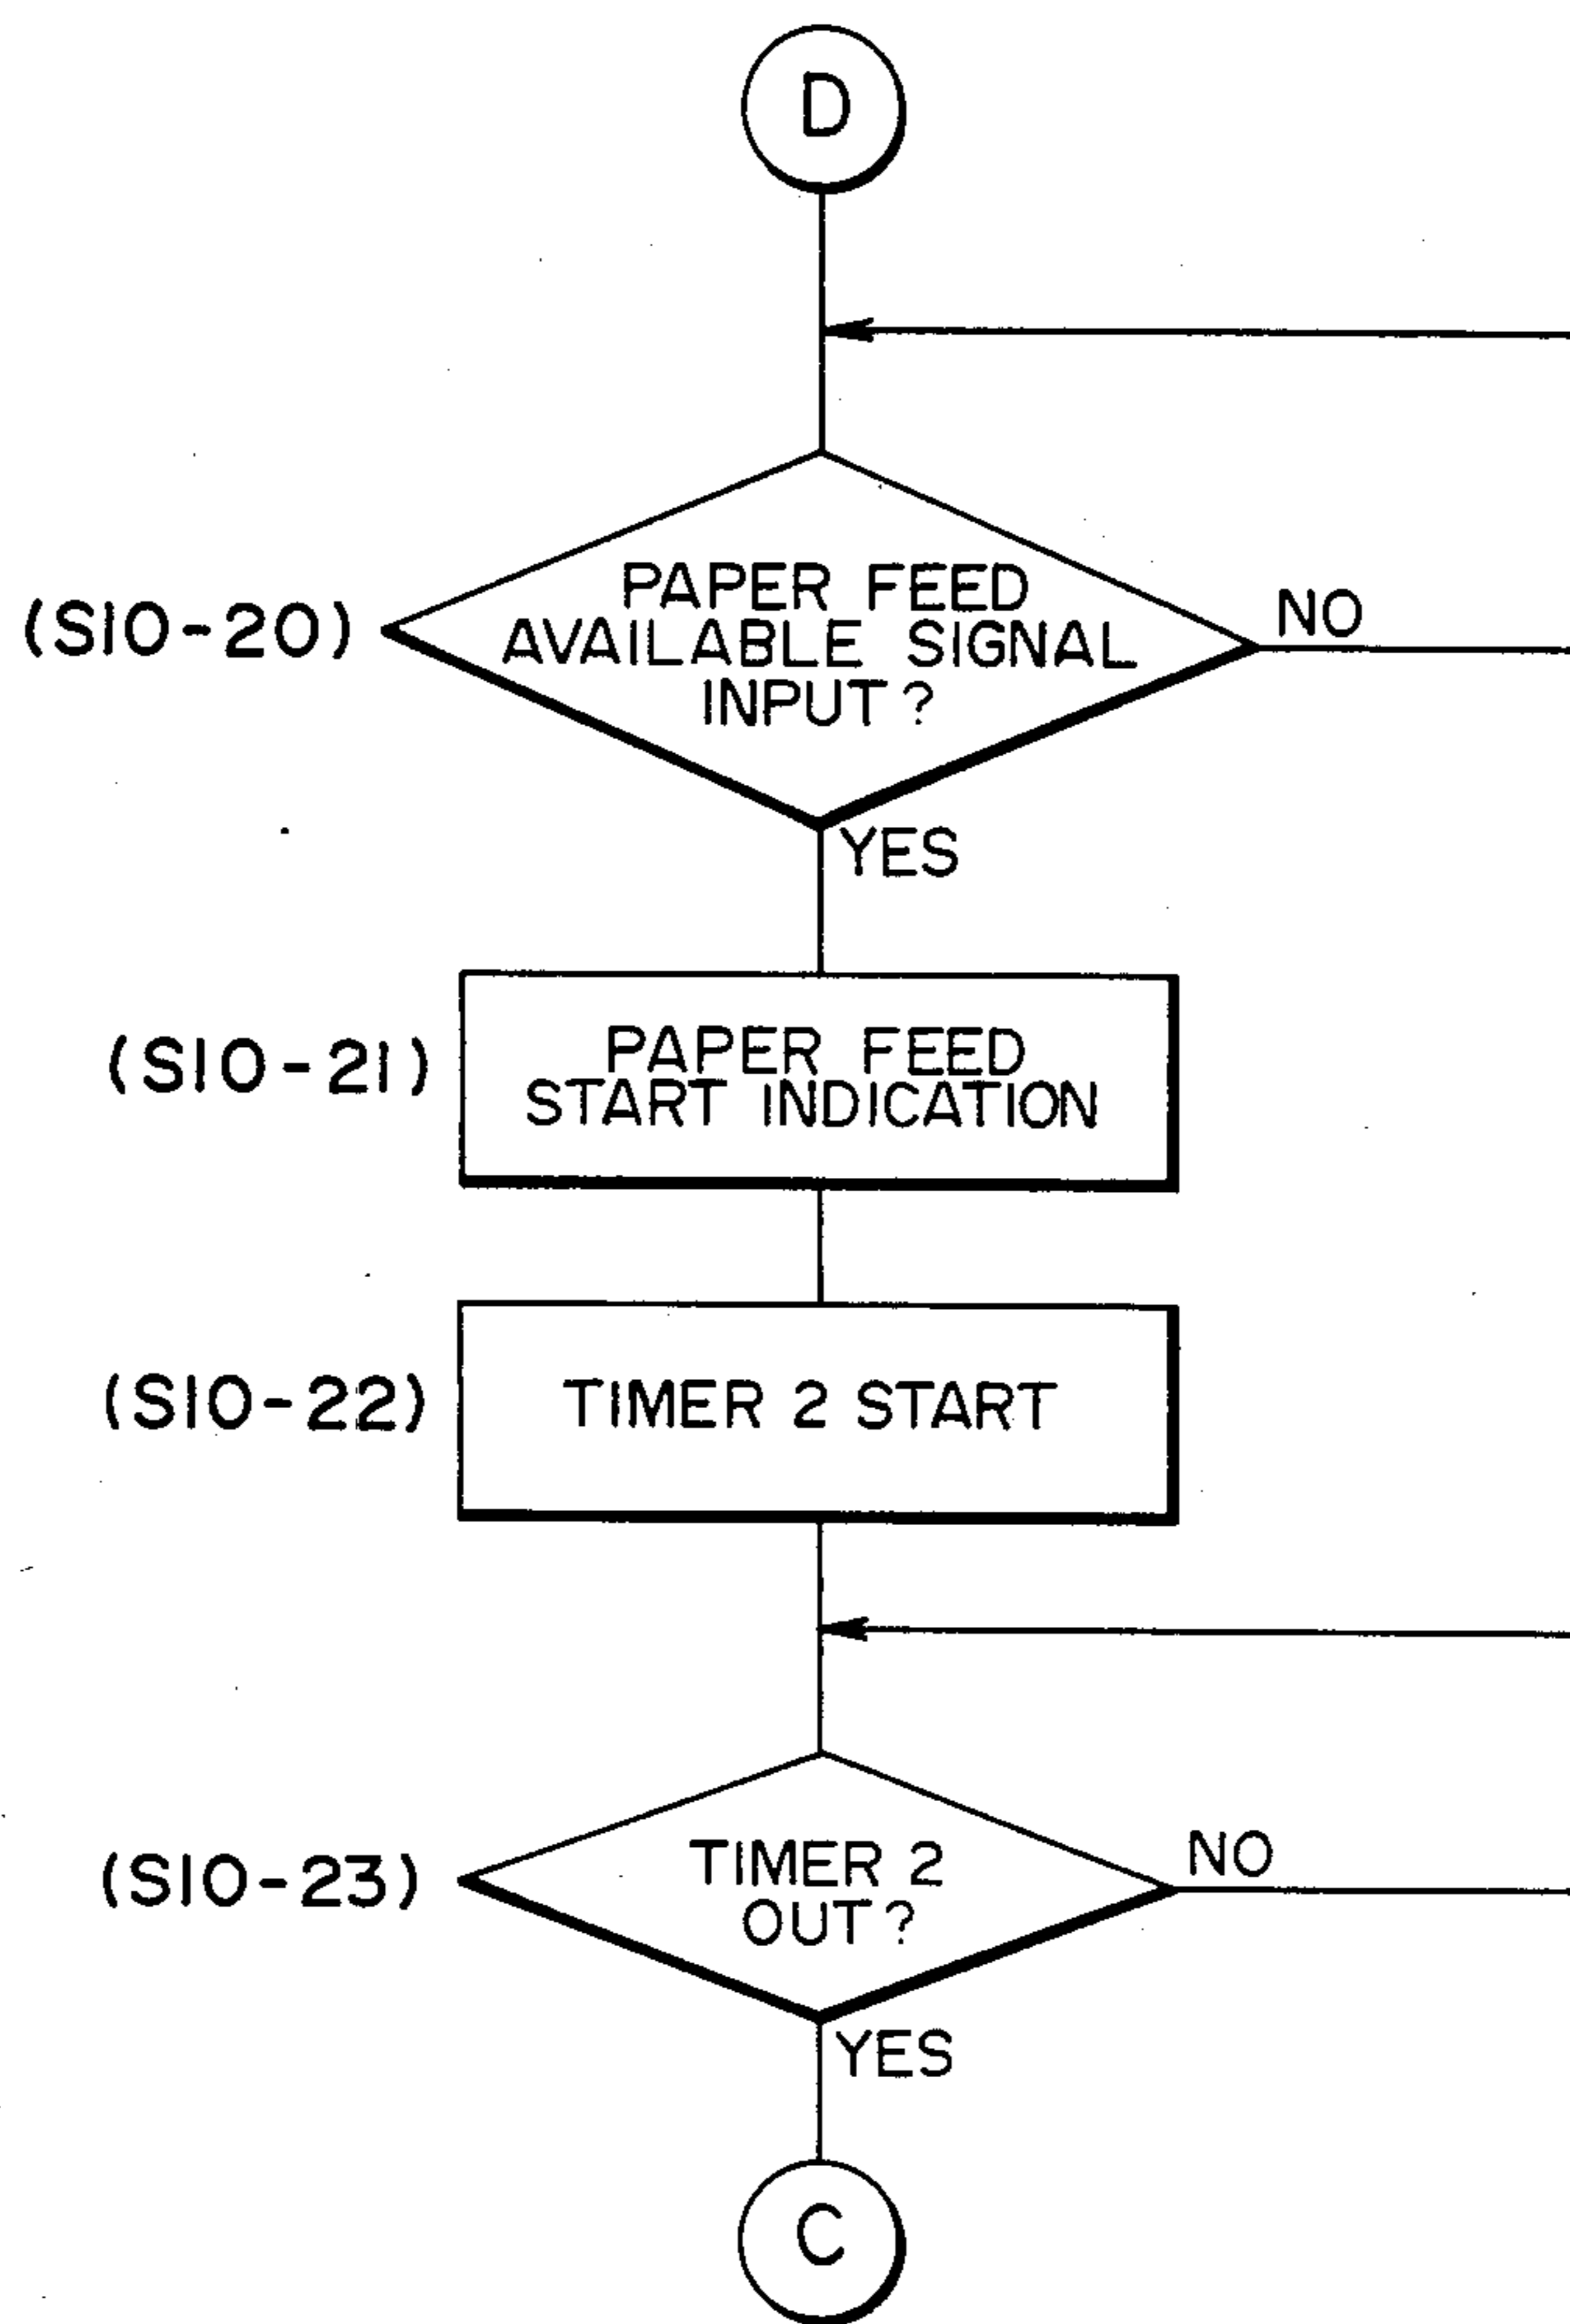 D
PAPER FEED
(S10-20)
AVAILABLE SIGNAL
NO
INPUT?
YES
(S10-21)
PAPER FEED
START INDICATION
(S10-22)
TIMER 2 START
(S10-23)
TIMER 2
OUT?
NO
YES
C